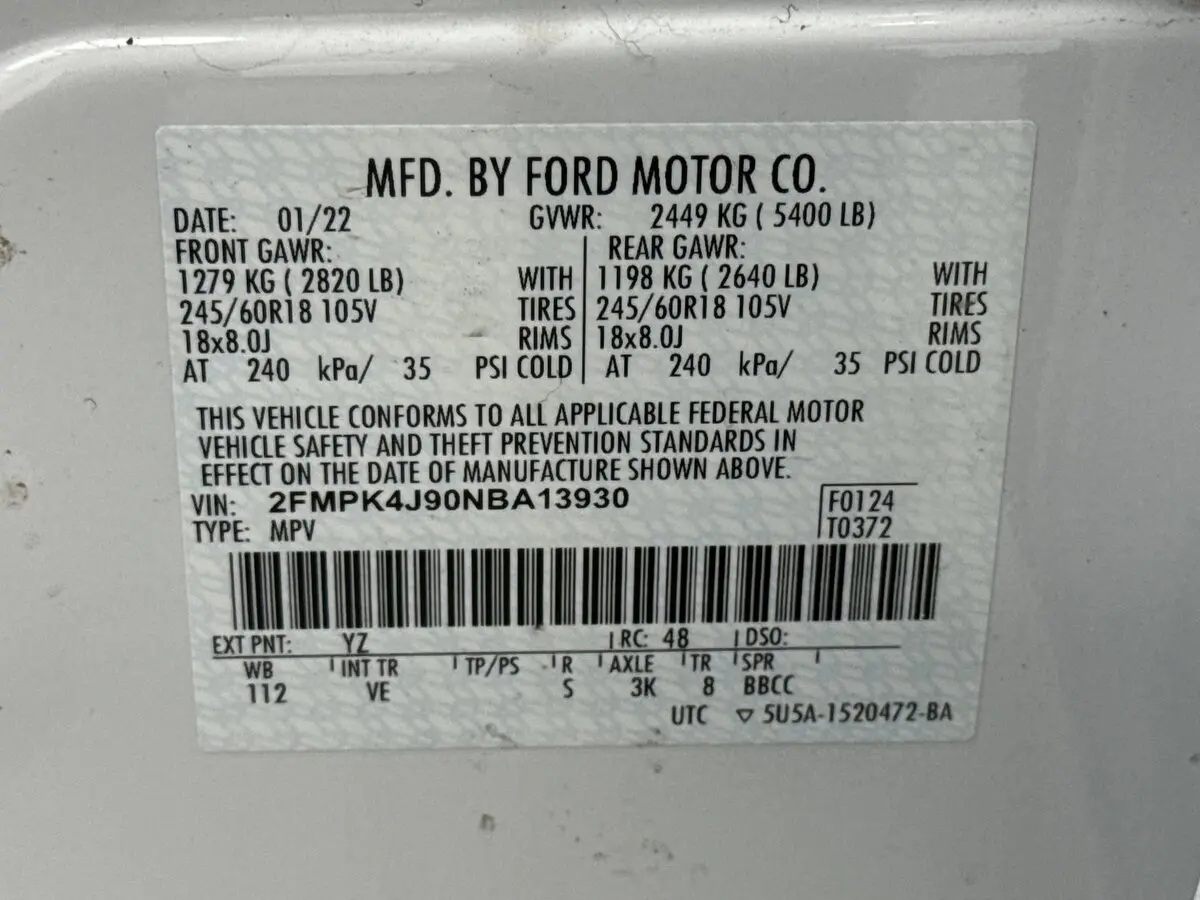 MFD. BY FORD MOTOR CO.
DATE: 01/22 GVWR: 2449 KG ( 5400 LB)
FRONT GAWR: REAR GAWR:
1279 KG ( 2820 LB) WITH 1198 KG ( 2640 LB) WITH
245/60R18 105V TIRES 245/60R18 105V TIRES
18x8.0J RIMS 18x8.0J RIMS
AT 240 kPa/ 35 PSI COLD AT 240 kPa/ 35 PSI COLD
THIS VEHICLE CONFORMS TO ALL APPLICABLE FEDERAL MOTOR
VEHICLE SAFETY AND THEFT PREVENTION STANDARDS IN
EFFECT ON THE DATE OF MANUFACTURE SHOWN ABOVE.
VIN: 2FMPK4J90NBA13930 F0124
TYPE: MPV T0372
EXT PNT: YZ RC: 48 DSO:
WB INT TR TP/PS R AXLE TR SPR
112 VE S 3K 8 BBCC
UTC ▽ 5U5A-1520472-BA